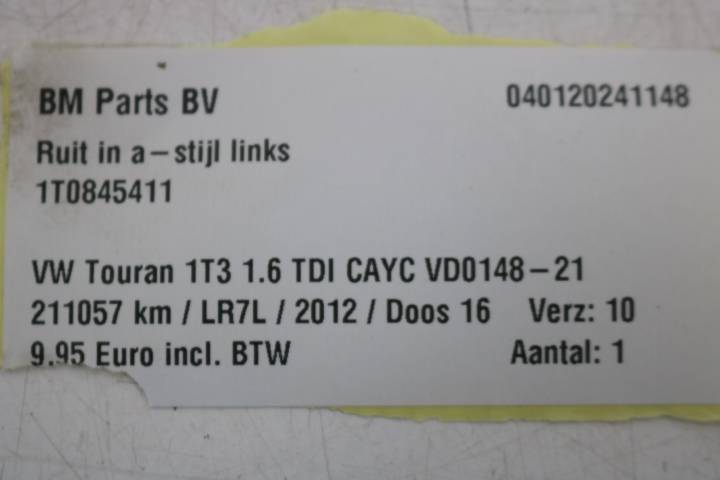 BM Parts BV 040120241148
Ruit in a-stijl links
1T0845411
VW Touran 1T3 1.6 TDI CAYC VD0148-21
211057 km / LR7L / 2012 / Doos 16 Verz: 10
9.95 Euro incl. BTW Aantal: 1